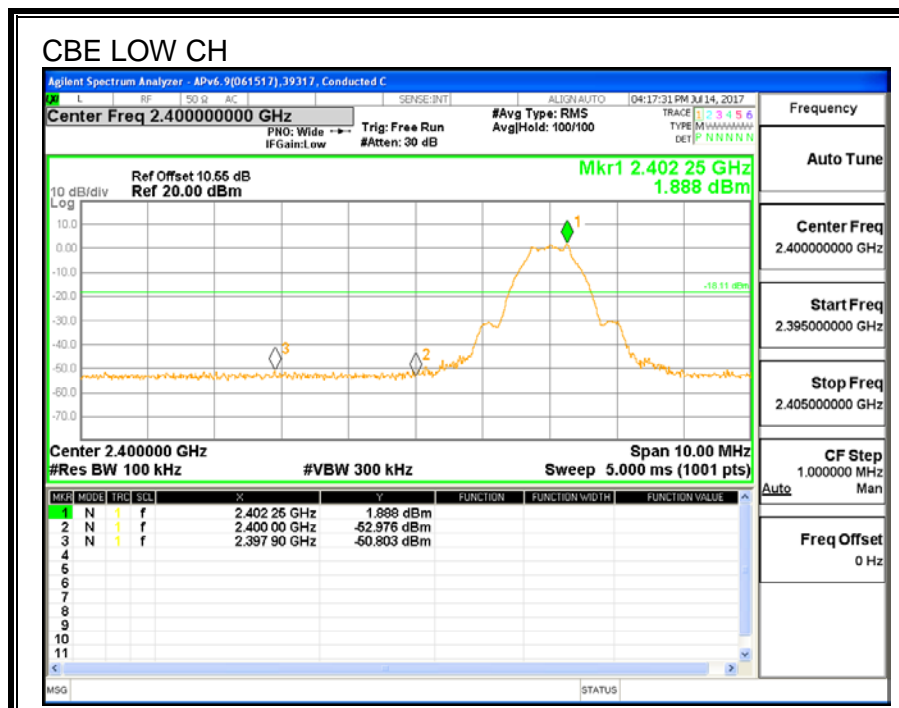 CBE LOW CH
Agilent Spectrum Analyzer - APv6.9(061517),39317, Conducted C
L RF 50 Ω AC SENSE:INT ALIGN AUTO 04:17:31 PM Jul 14, 2017
Center Freq 2.400000000 GHz
PNO: Wide
IFGain:Low
Trig: Free Run
#Atten: 30 dB
#Avg Type: RMS
Avg|Hold: 100/100
TRACE 1 2 3 4 5 6
TYPE M WWWWW
DET P N N N N N
Ref Offset 10.55 dB
10 dB/div Ref 20.00 dBm
Log
Mkr1 2.402 25 GHz
1.888 dBm
10.0
0.00
-10.0
-20.0
-30.0
-40.0
-50.0
-60.0
-70.0
1
2
3
-18.11 dBm
Center 2.400000 GHz Span 10.00 MHz
#Res BW 100 kHz #VBW 300 kHz Sweep 5.000 ms (1001 pts)
MKR MODE TRC SCL X Y FUNCTION FUNCTION WIDTH FUNCTION VALUE
1 N 1 f 2.402 25 GHz 1.888 dBm
2 N 1 f 2.400 00 GHz -52.976 dBm
3 N 1 f 2.397 90 GHz -50.803 dBm
4
5
6
7
8
9
10
11
MSG STATUS
Frequency
Auto Tune
Center Freq
2.400000000 GHz
Start Freq
2.395000000 GHz
Stop Freq
2.405000000 GHz
CF Step
1.000000 MHz
Auto Man
Freq Offset
0 Hz